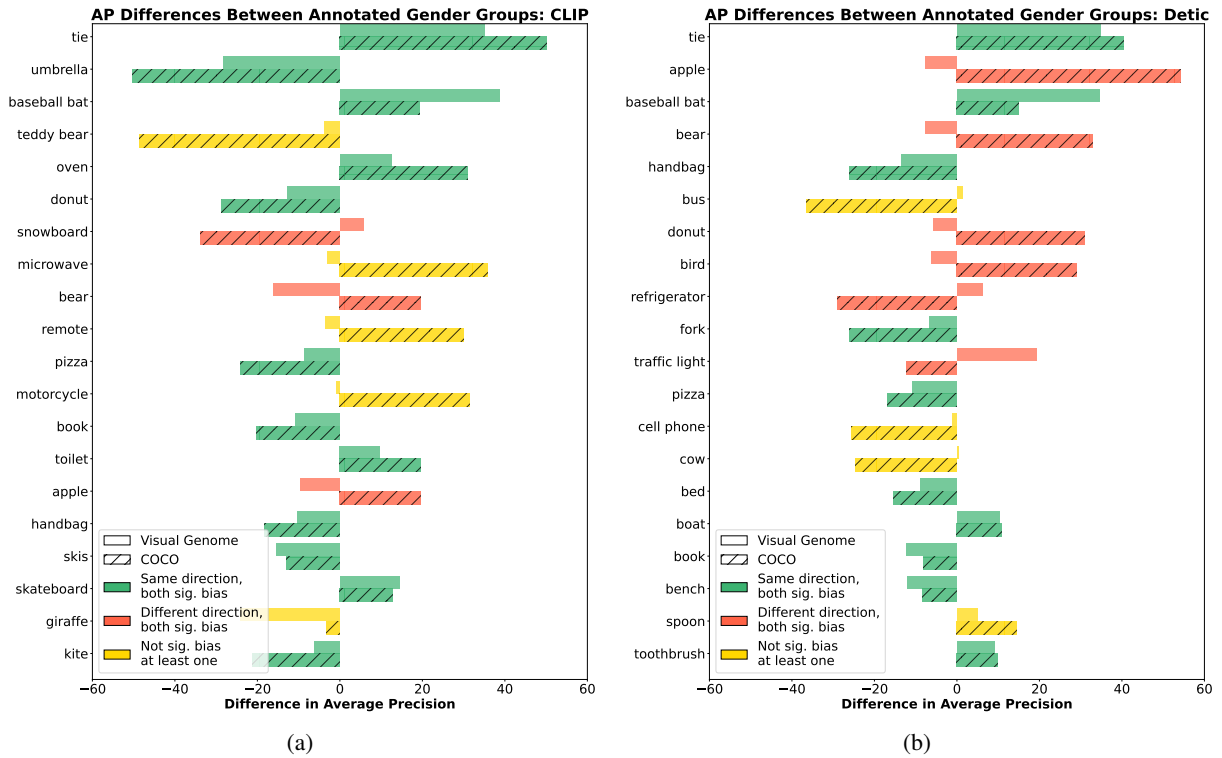 AP Differences Between Annotated Gender Groups: CLIP
tie
umbrella
baseball bat
teddy bear
oven
donut
snowboard
microwave
bear
remote
pizza
motorcycle
book
toilet
apple
handbag
skis
skateboard
giraffe
kite
Visual Genome
COCO
Same direction,
both sig. bias
Different direction,
both sig. bias
Not sig. bias
at least one
−60 −40 −20 0 20 40 60
Difference in Average Precision
(a)
AP Differences Between Annotated Gender Groups: Detic
tie
apple
baseball bat
bear
handbag
bus
donut
bird
refrigerator
fork
traffic light
pizza
cell phone
cow
bed
boat
book
bench
spoon
toothbrush
Visual Genome
COCO
Same direction,
both sig. bias
Different direction,
both sig. bias
Not sig. bias
at least one
−60 −40 −20 0 20 40 60
Difference in Average Precision
(b)